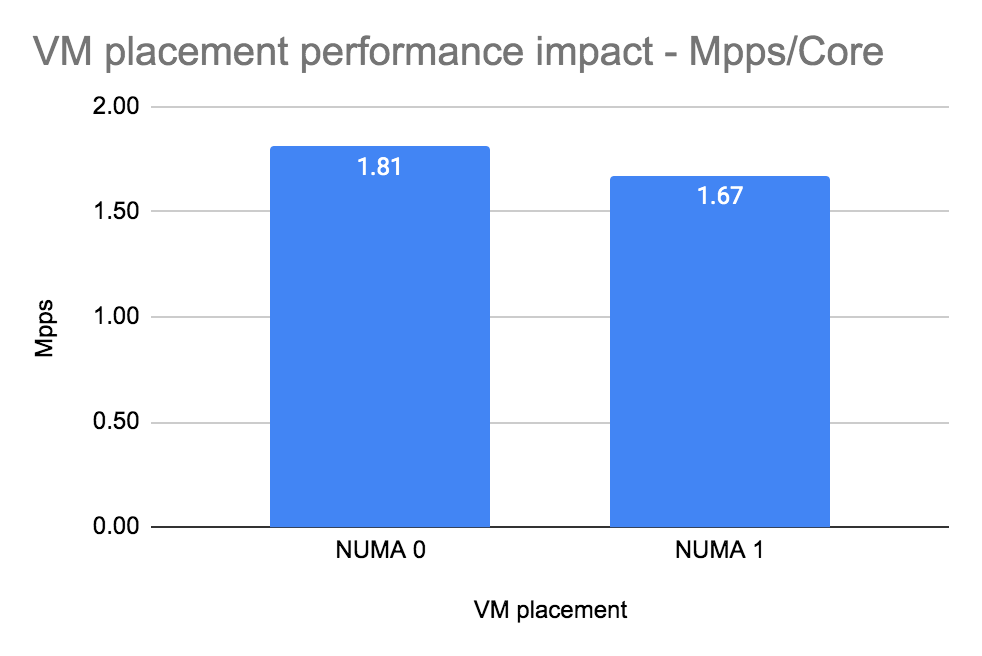 VM placement performance impact - Mpps/Core
2.00
1.81
1.67
1.50
1.00
Mpps
0.50
0.00
NUMA 0
NUMA 1
VM placement